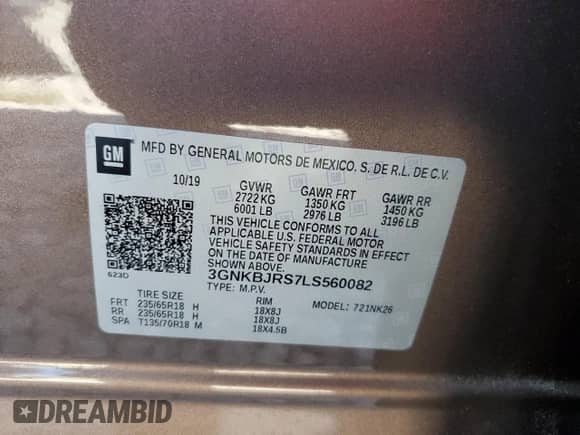 GM
MFD BY GENERAL MOTORS DE MEXICO, S. DE R.L. DE C.V.
10/19 GVWR GAWR FRT GAWR RR
2722 KG 1350 KG 1450 KG
6001 LB 2976 LB 3196 LB
THIS VEHICLE CONFORMS TO ALL
APPLICABLE U.S. FEDERAL MOTOR
VEHICLE SAFETY STANDARDS IN EFFECT
ON THE DATE OF MANUFACTURE
SHOWN ABOVE.
623D 3GNKBJRS7LS560082
TYPE: M.P.V. MODEL: 721NK26
TIRE SIZE RIM
FRT 235/65R18 H 18X8J
RR 235/65R18 H 18X8J
SPA T135/70R18 M 18X4.5B
DREAMBID